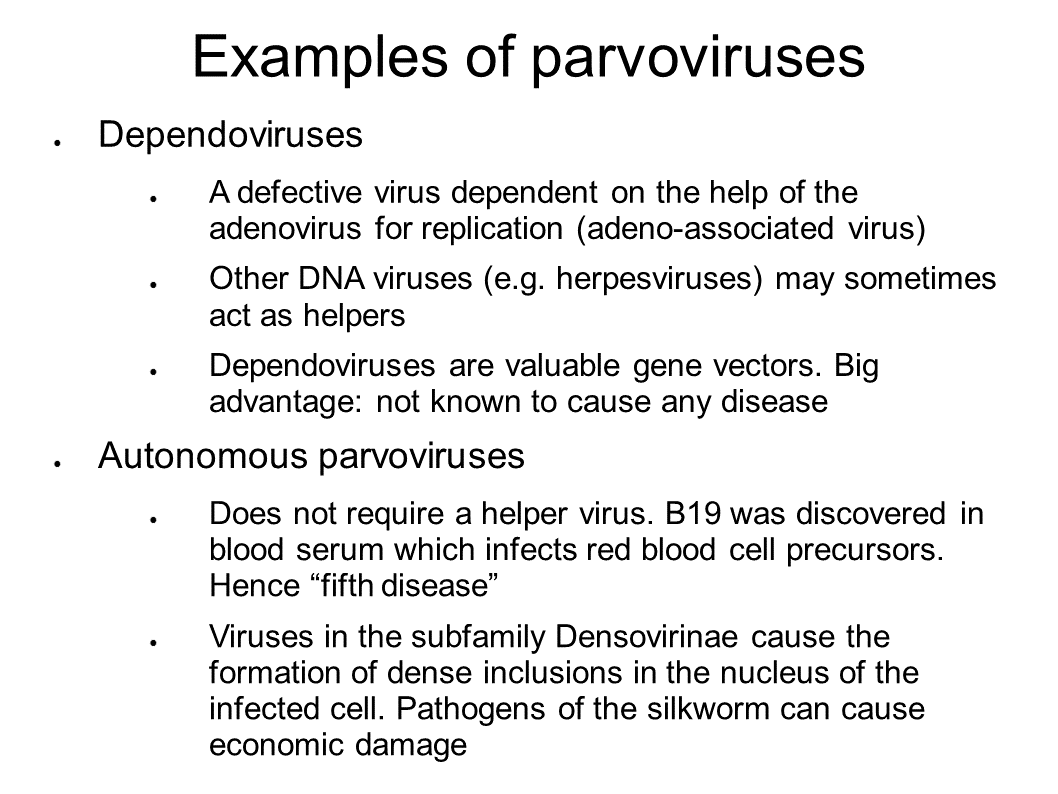 Examples of parvoviruses
● Dependoviruses
● A defective virus dependent on the help of the
adenovirus for replication (adeno-associated virus)
● Other DNA viruses (e.g. herpesviruses) may sometimes
act as helpers
● Dependoviruses are valuable gene vectors. Big
advantage: not known to cause any disease
● Autonomous parvoviruses
● Does not require a helper virus. B19 was discovered in
blood serum which infects red blood cell precursors.
Hence “fifth disease”
● Viruses in the subfamily Densovirinae cause the
formation of dense inclusions in the nucleus of the
infected cell. Pathogens of the silkworm can cause
economic damage